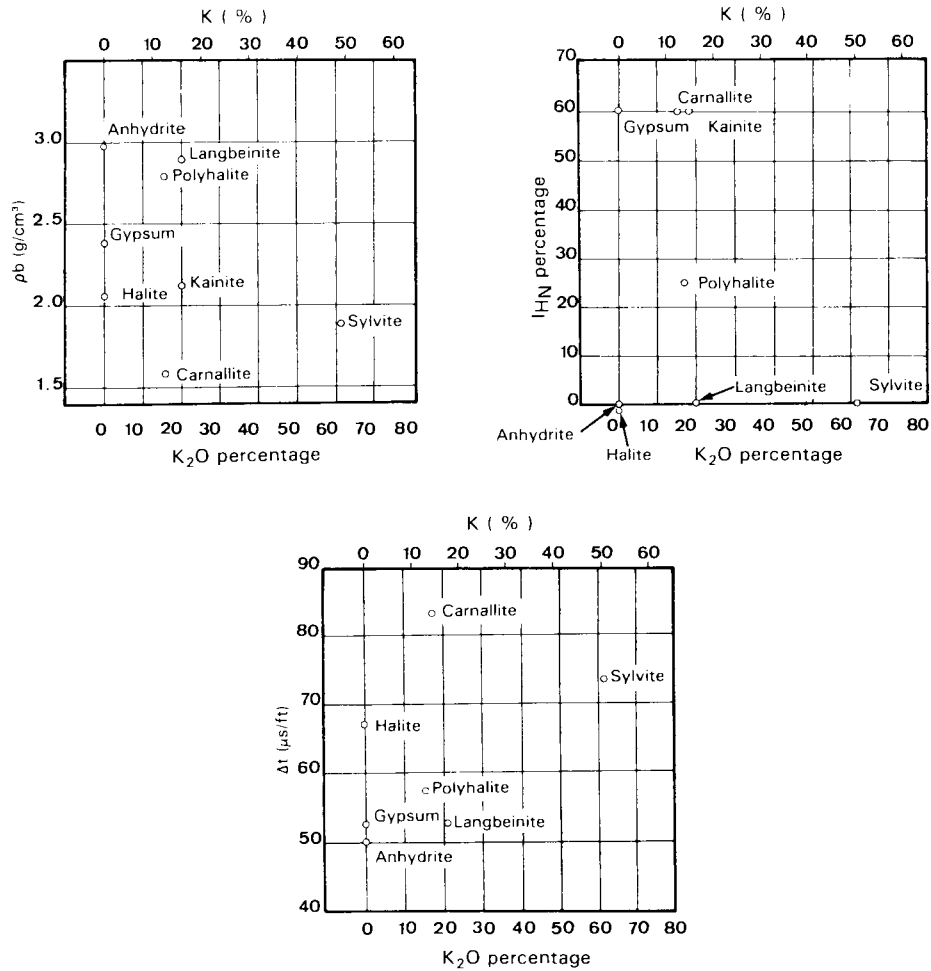 K ( % )
0 10 20 30 40 50 60
3.0
2.5
2.0
1.5
ρb (g/cm³)
Anhydrite
Langbeinite
Polyhalite
Gypsum
Halite
Kainite
Sylvite
Carnallite
0 10 20 30 40 50 60 70 80
K₂O percentage
K ( % )
0 10 20 30 40 50 60
70
60
50
40
30
20
10
0
IHN percentage
Carnallite
Gypsum
Kainite
Polyhalite
Langbeinite
Sylvite
Anhydrite
Halite
0 10 20 30 40 50 60 70 80
K₂O percentage
K ( % )
0 10 20 30 40 50 60
90
80
70
60
50
40
Δt (μs/ft)
Carnallite
Sylvite
Halite
Polyhalite
Gypsum
Langbeinite
Anhydrite
0 10 20 30 40 50 60 70 80
K₂O percentage